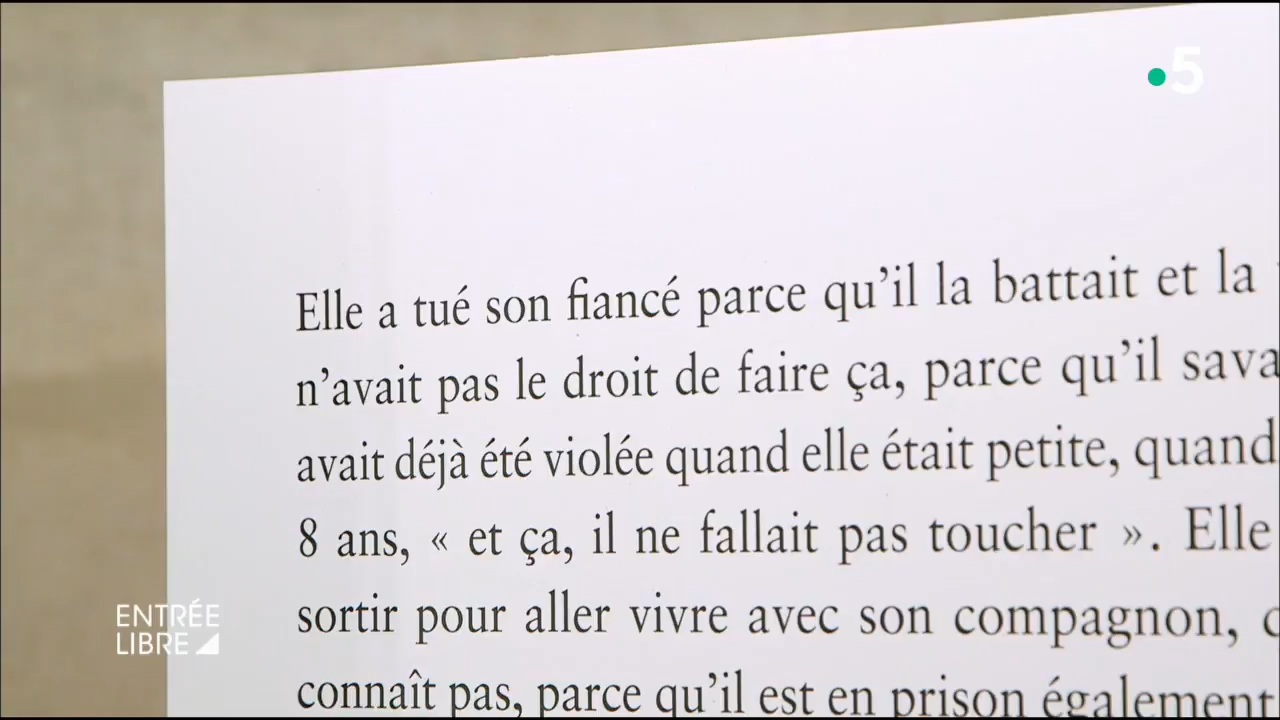 5
Elle a tué son fiancé parce qu’il la battait et la
n’avait pas le droit de faire ça, parce qu’il sava
avait déjà été violée quand elle était petite, quand
8 ans, « et ça, il ne fallait pas toucher ». Elle
sortir pour aller vivre avec son compagnon,
connaît pas, parce qu’il est en prison également
ENTRÉE
LIBRE